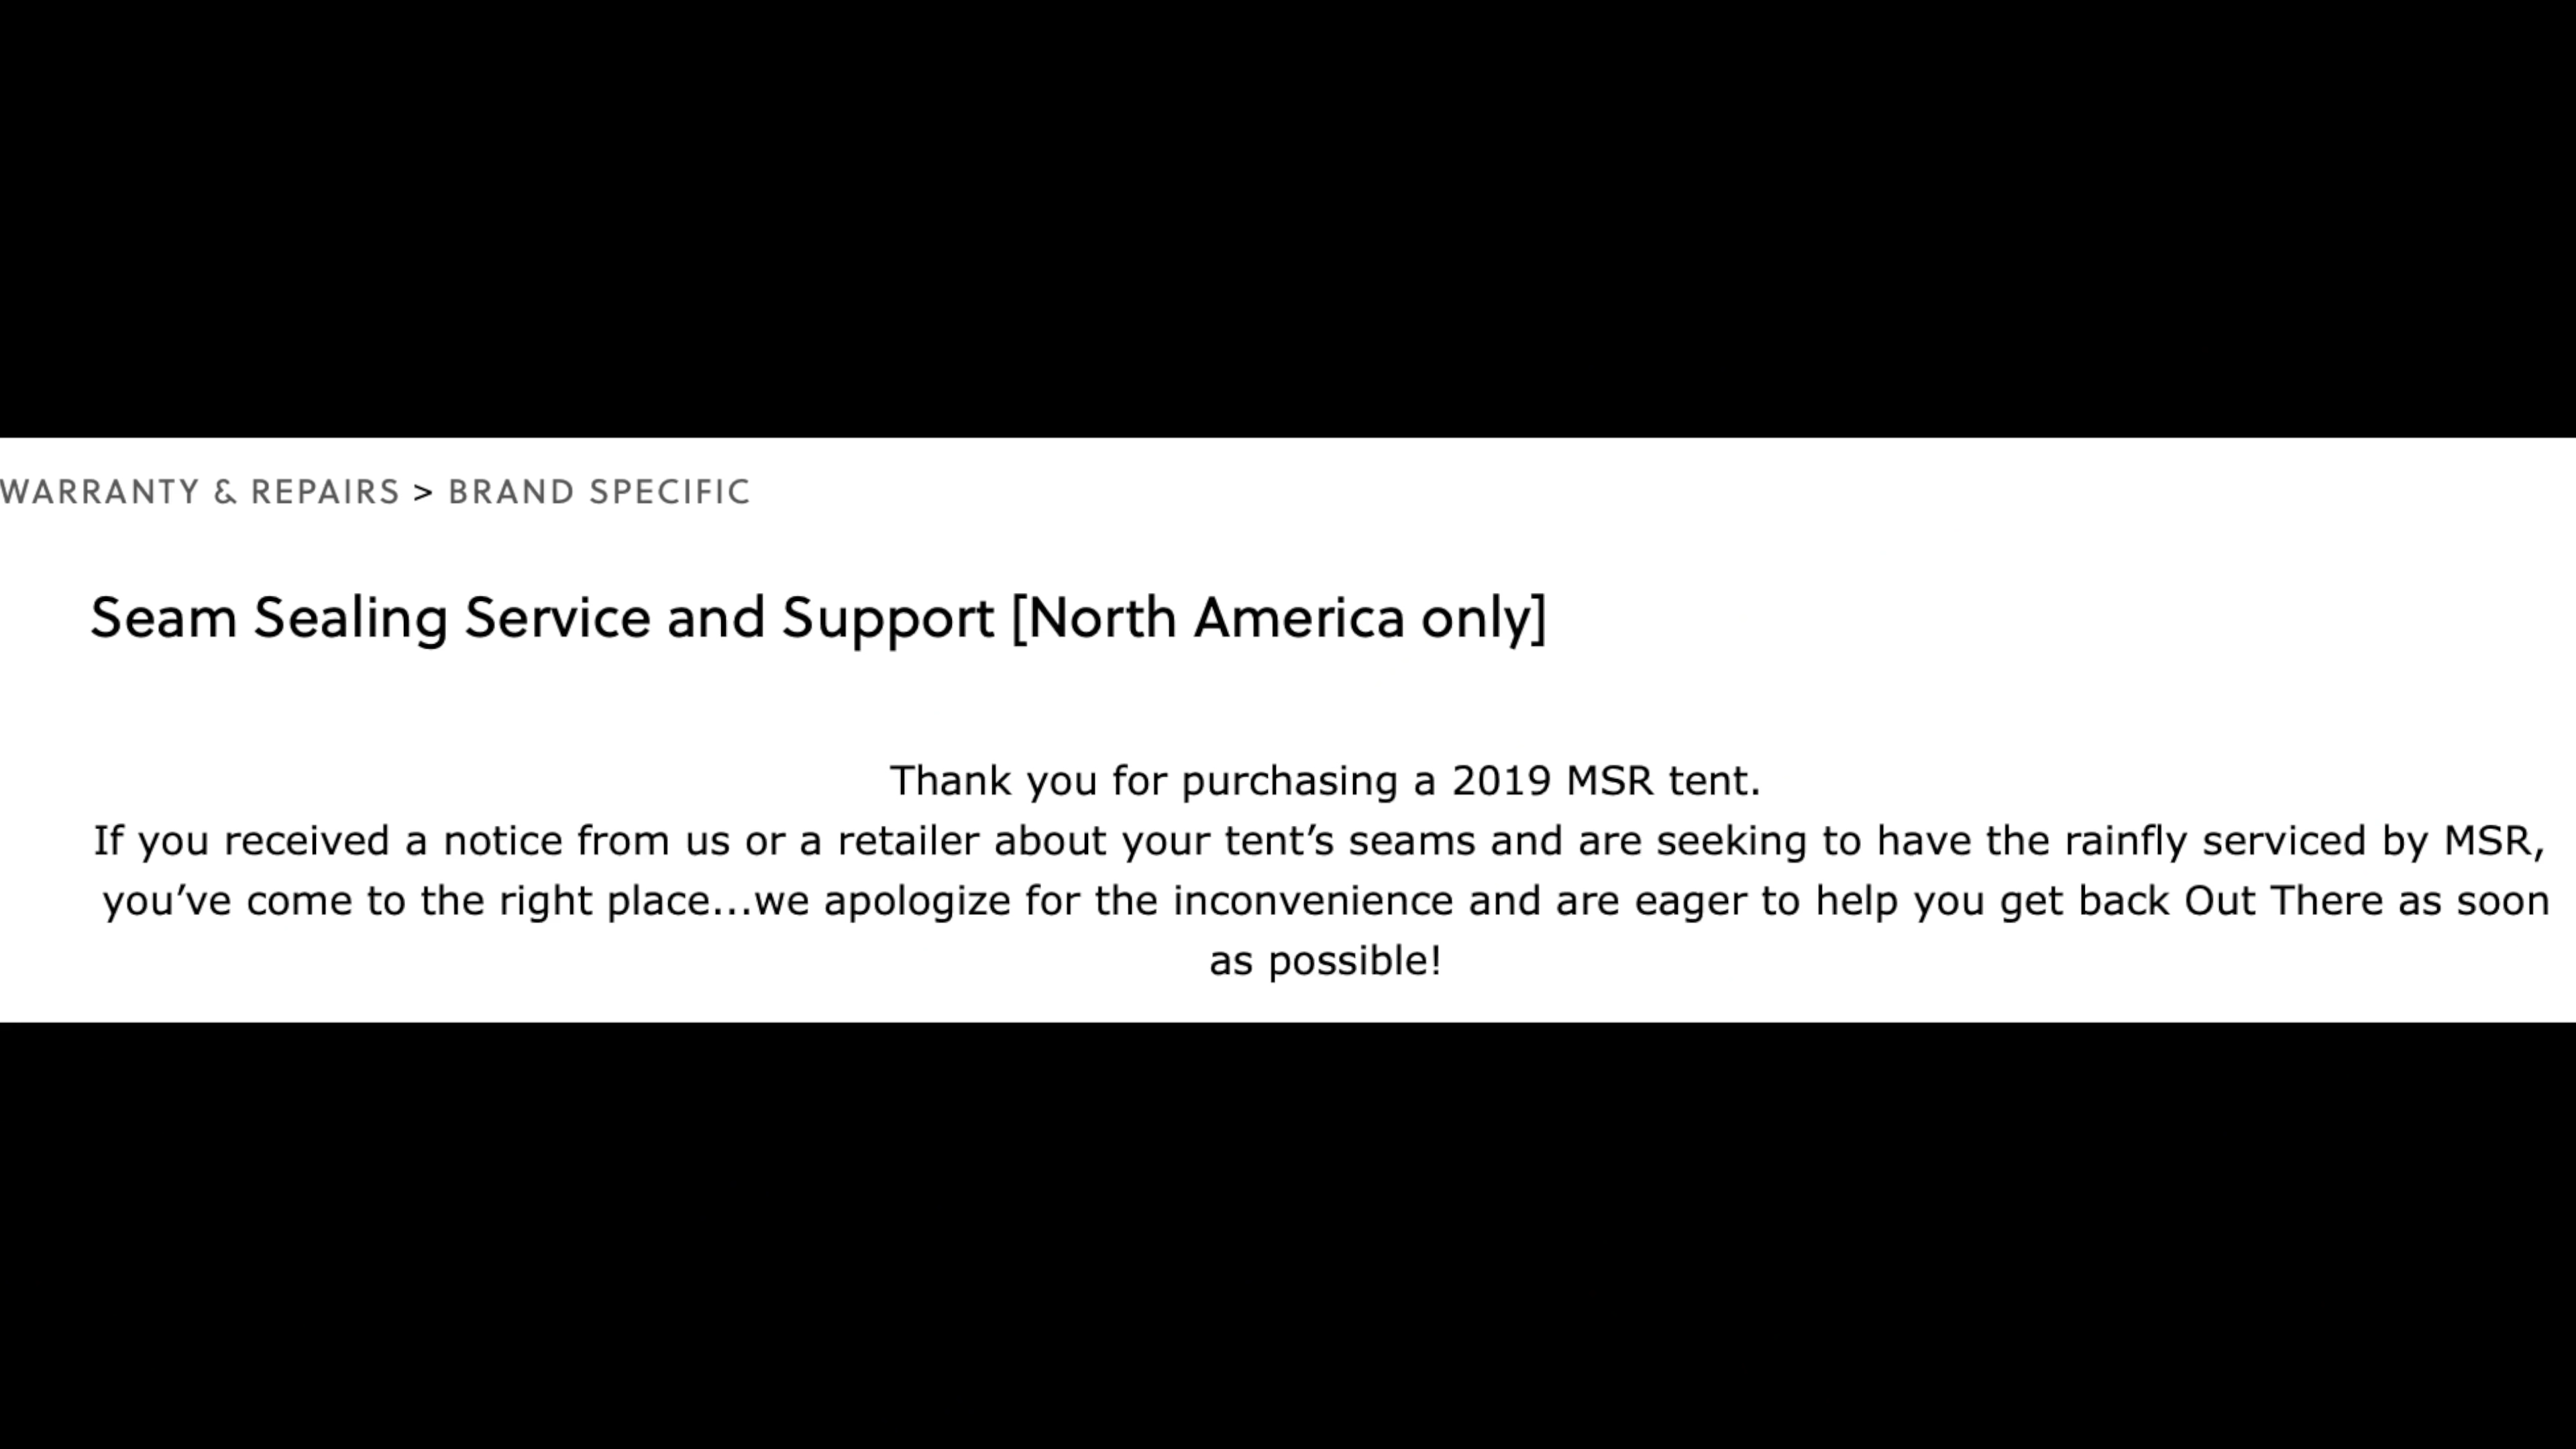 WARRANTY & REPAIRS > BRAND SPECIFIC
Seam Sealing Service and Support [North America only]
Thank you for purchasing a 2019 MSR tent.
If you received a notice from us or a retailer about your tent’s seams and are seeking to have the rainfly serviced by MSR,
you’ve come to the right place...we apologize for the inconvenience and are eager to help you get back Out There as soon
as possible!